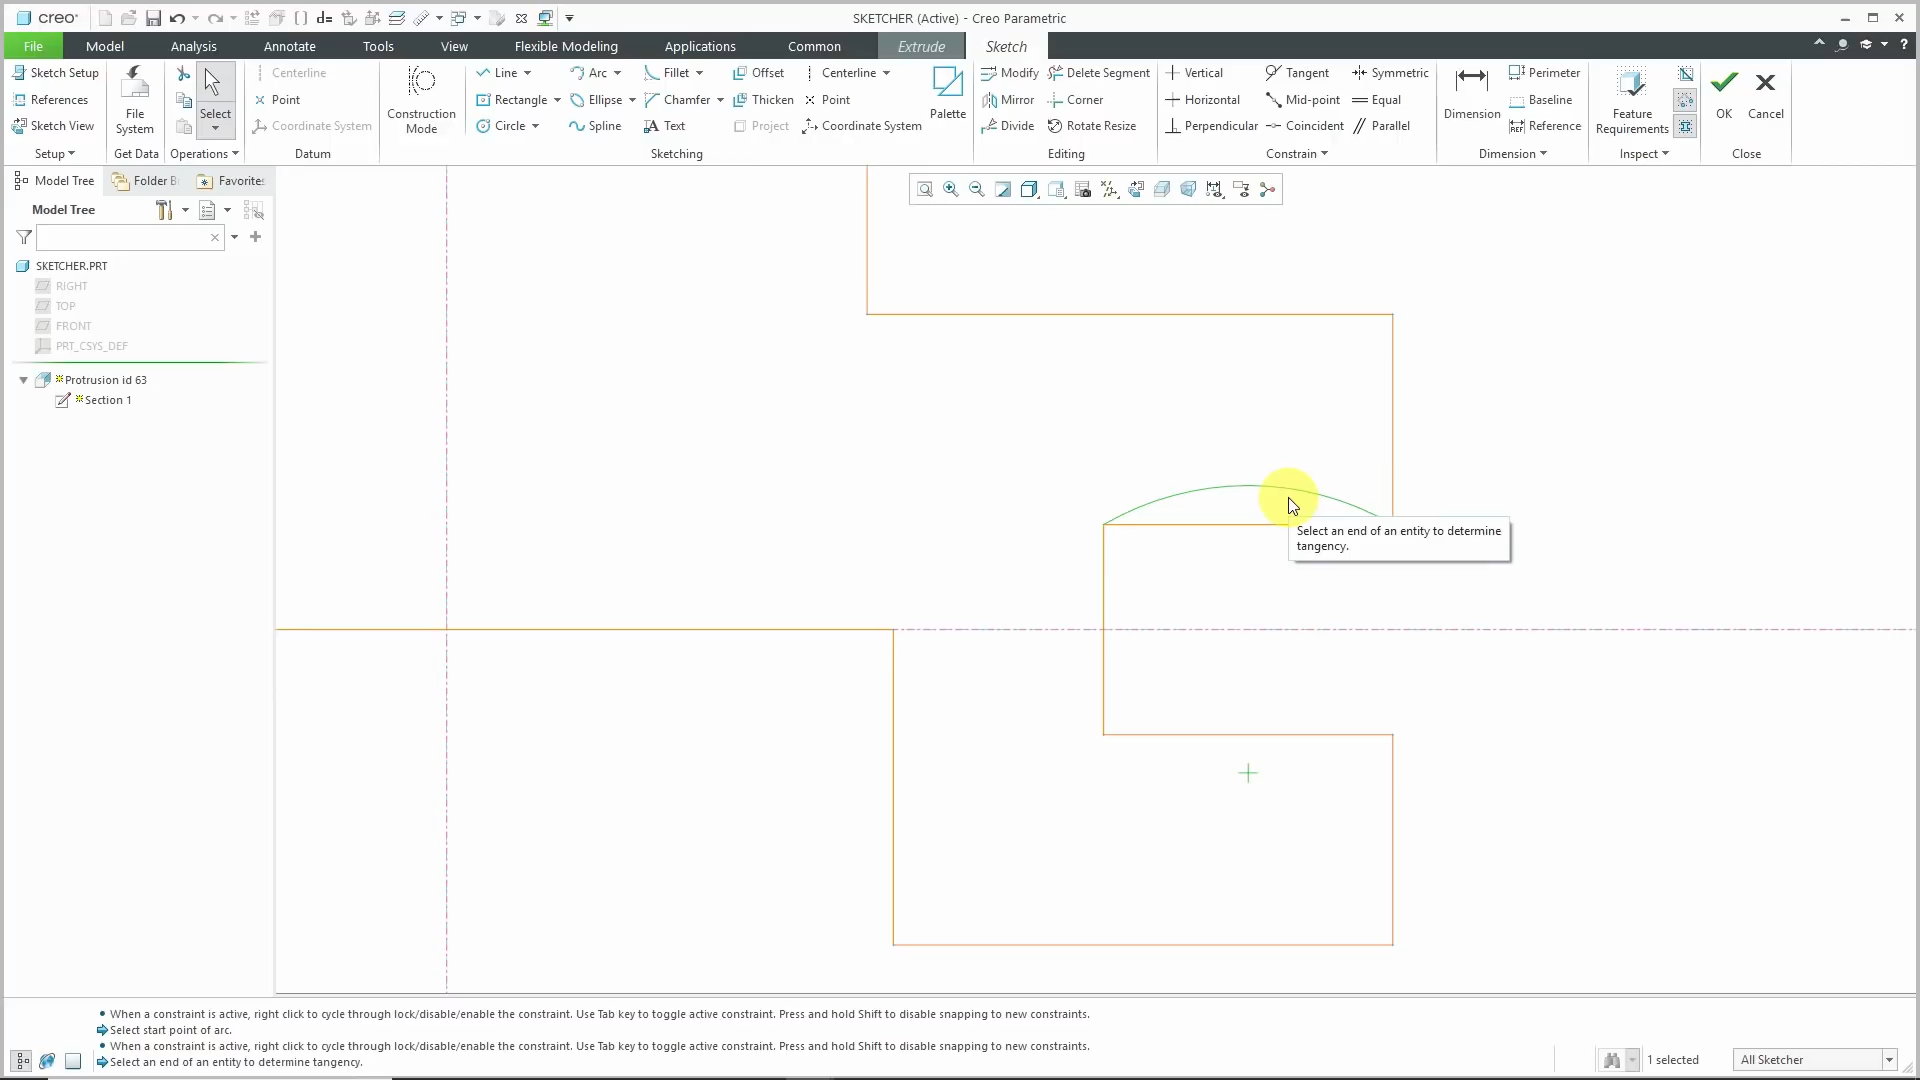 creo
d=
SKETCHER (Active) - Creo Parametric
File
Model
Analysis
Annotate
Tools
View
Flexible Modeling
Applications
Common
Extrude
Sketch
?
Sketch Setup
References
Sketch View
Setup
File System
Get Data
Select
Operations
Centerline
Point
Coordinate System
Datum
Construction Mode
Line
Rectangle
Circle
Arc
Ellipse
Spline
Fillet
Chamfer
Text
Offset
Thicken
Project
Centerline
Point
Coordinate System
Palette
Sketching
Modify
Mirror
Divide
Delete Segment
Corner
Rotate Resize
Editing
Vertical
Horizontal
Perpendicular
Tangent
Mid-point
Coincident
Symmetric
Equal
Parallel
Constrain
Dimension
Perimeter
Baseline
Reference
Dimension
Feature Requirements
Inspect
OK
Cancel
Close
Model Tree
Folder B
Favorite
Model Tree
SKETCHER.PRT
RIGHT
TOP
FRONT
PRT_CSYS_DEF
Protrusion id 63
Section 1
Select an end of an entity to determine
tangency.
When a constraint is active, right click to cycle through lock/disable/enable the constraint. Use Tab key to toggle active constraint. Press and hold Shift to disable snapping to new constraints.
Select start point of arc.
When a constraint is active, right click to cycle through lock/disable/enable the constraint. Use Tab key to toggle active constraint. Press and hold Shift to disable snapping to new constraints.
Select an end of an entity to determine tangency.
1 selected
All Sketcher